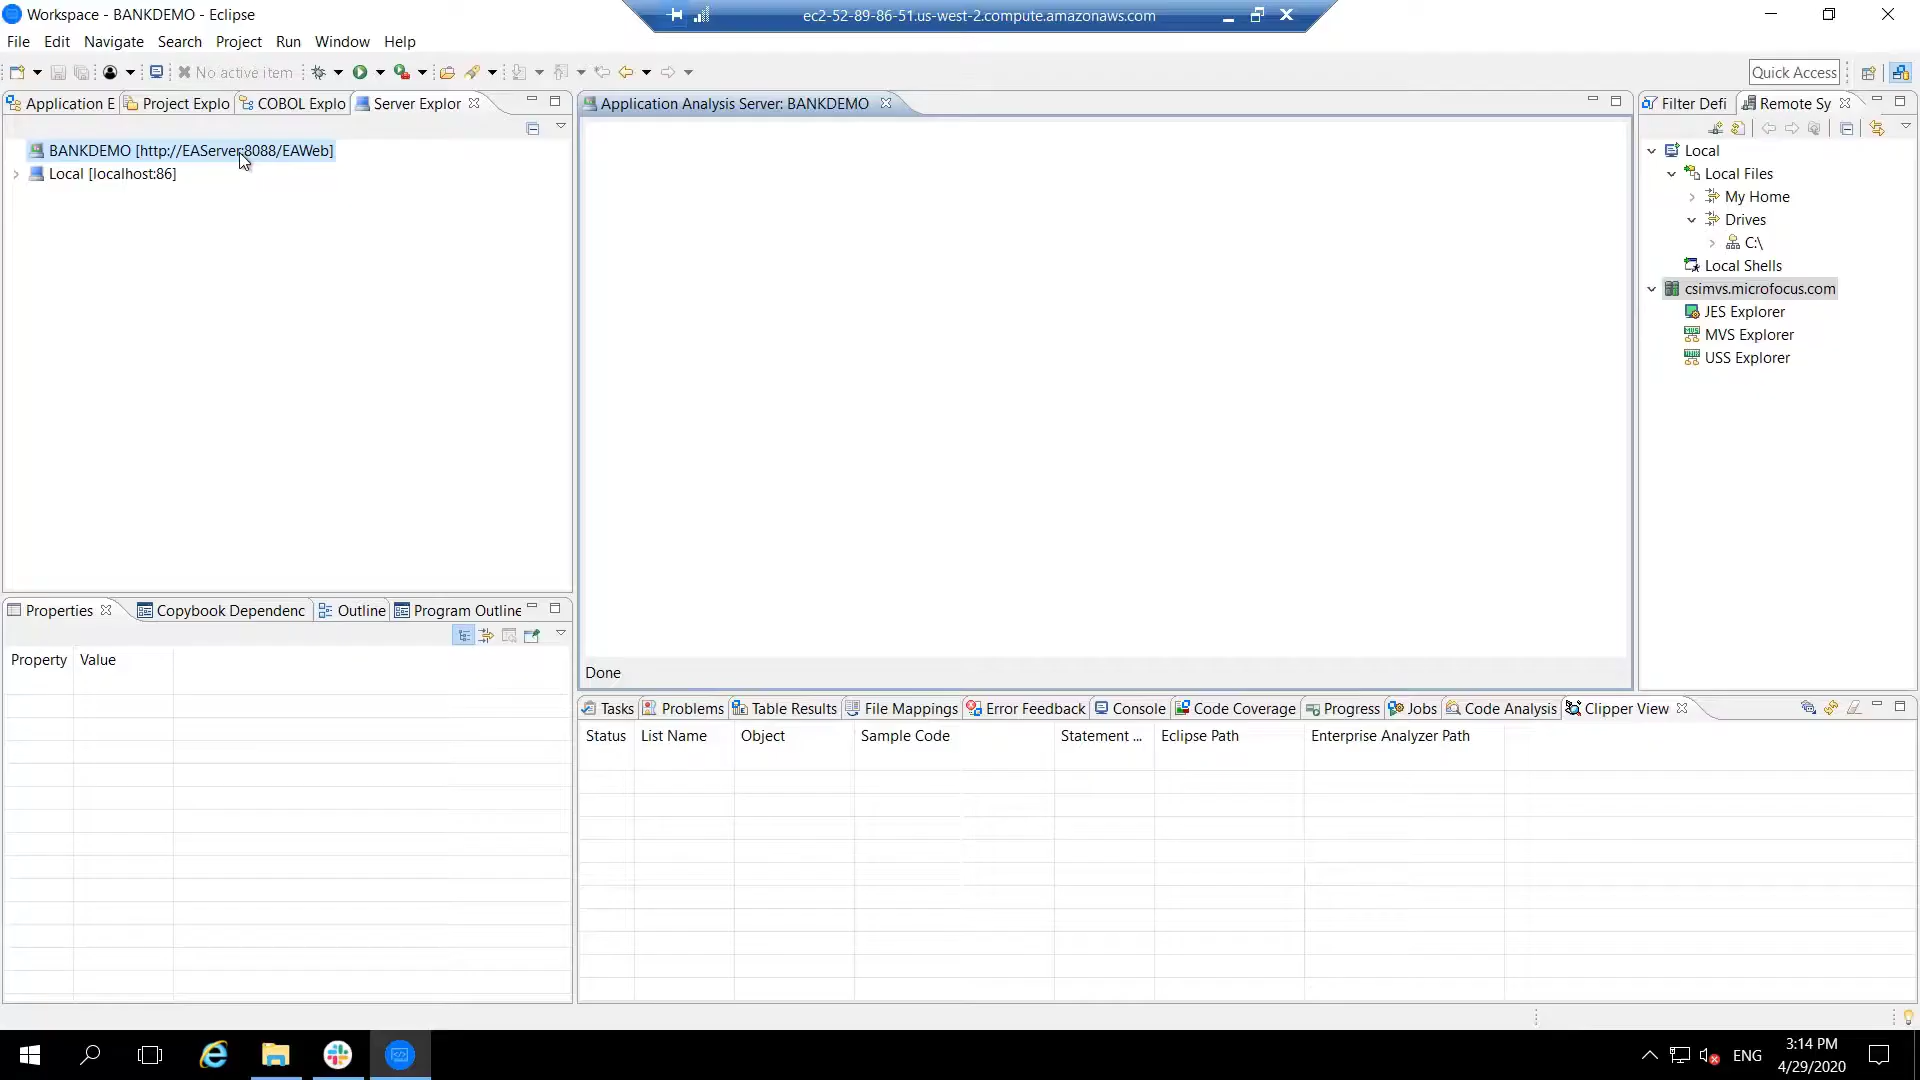 Workspace - BANKDEMO - Eclipse
ec2-52-89-86-51.us-west-2.compute.amazonaws.com
File Edit Navigate Search Project Run Window Help
No active item
Quick Access
Application E
Project Explo
COBOL Explo
Server Explor
Application Analysis Server: BANKDEMO
Filter Defi
Remote Sy
BANKDEMO [http://EAServer:8088/EAWeb]
Local [localhost:86]
Local
Local Files
My Home
Drives
C:\
Local Shells
csimvs.microfocus.com
JES Explorer
MVS Explorer
USS Explorer
Properties
Copybook Dependenc
Outline
Program Outline
Property Value
Done
Tasks
Problems
Table Results
File Mappings
Error Feedback
Console
Code Coverage
Progress
Jobs
Code Analysis
Clipper View
Status List Name Object Sample Code Statement ... Eclipse Path Enterprise Analyzer Path
ENG
3:14 PM
4/29/2020